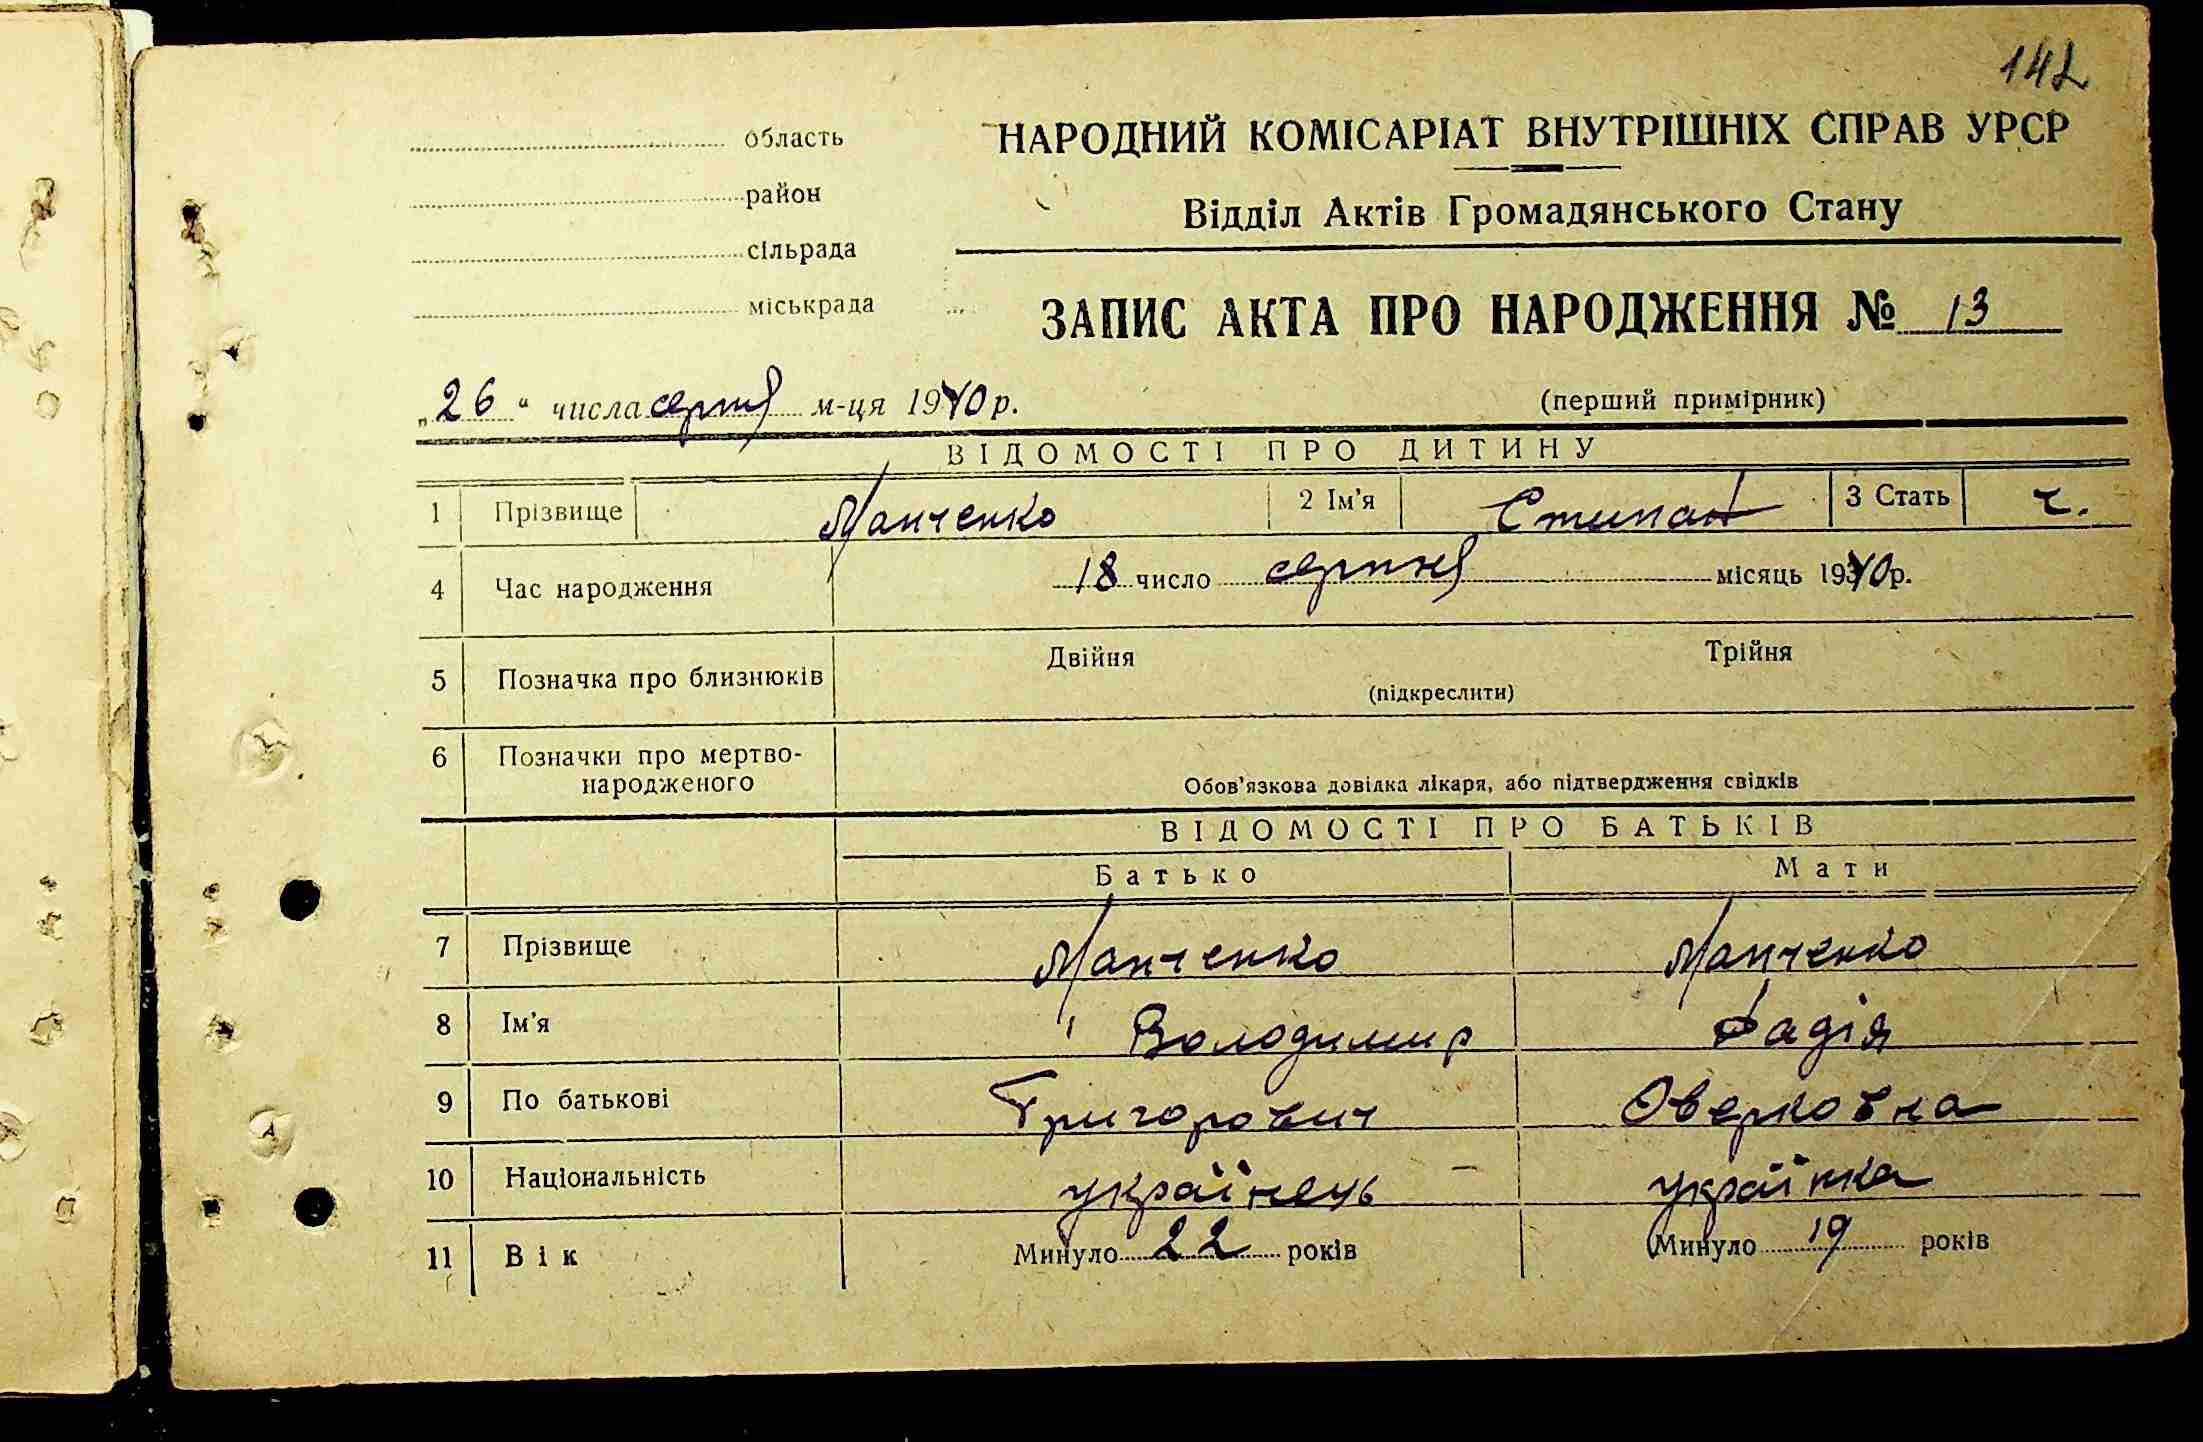 142
область
район
сільрада
міськрада
НАРОДНИЙ КОМІСАРІАТ ВНУТРІШНІХ СПРАВ УРСР
Відділ Актів Громадянського Стану
ЗАПИС АКТА ПРО НАРОДЖЕННЯ № 13
„26" числа серпня м-ця 1940 р.
(перший примірник)
ВІДОМОСТІ ПРО ДИТИНУ
1 Прізвище Манченко 2 Ім'я Стипан 3 Стать ч.
4 Час народження 18 число серпня місяць 1940 р.
5 Позначка про близнюків Двійня Трійня
(підкреслити)
6 Позначки про мертво-
народженого
Обов'язкова довідка лікаря, або підтвердження свідків
ВІДОМОСТІ ПРО БАТЬКІВ
Батько Мати
7 Прізвище Манченко Манченко
8 Ім'я Володимир
9 По батькові Григорович Оверковна
10 Національність українець українка
11 Вік Минуло 22 років Минуло 19 років